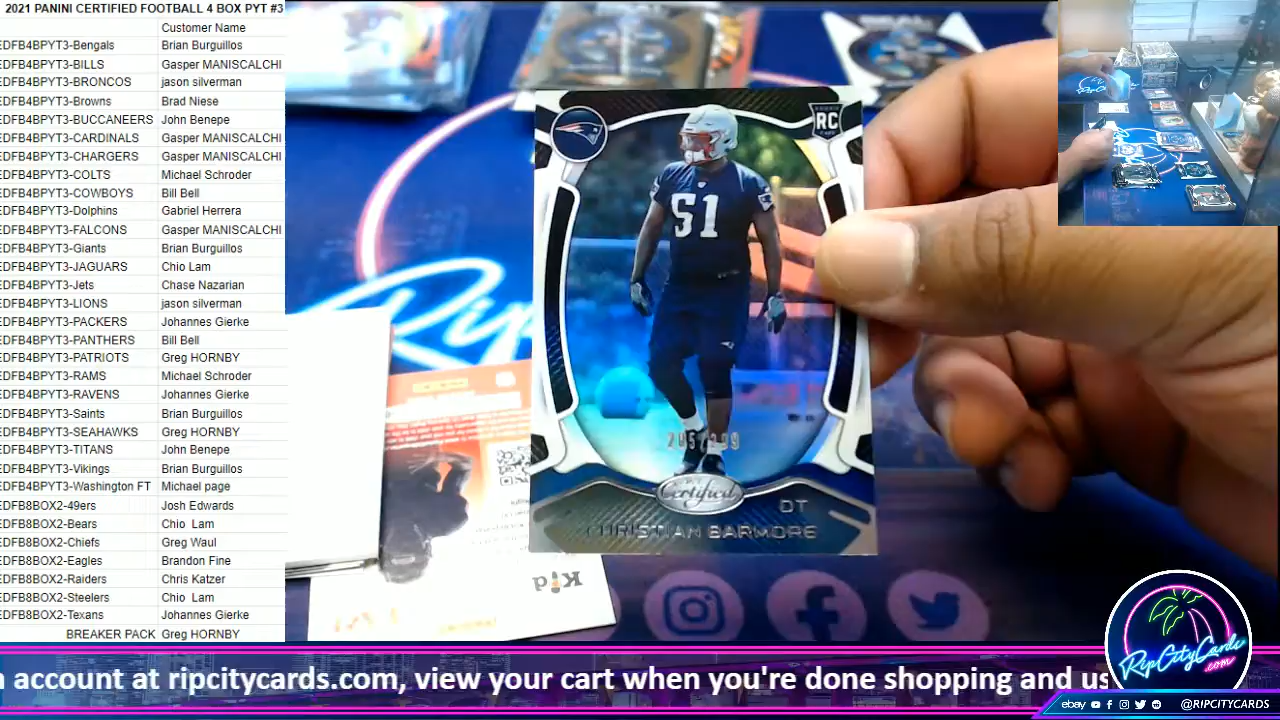 2021 PANINI CERTIFIED FOOTBALL 4 BOX PYT #3
Customer Name
EDFB4BPYT3-Bengals Brian Burguillos
EDFB4BPYT3-BILLS Gasper MANISCALCHI
EDFB4BPYT3-BRONCOS jason silverman
EDFB4BPYT3-Browns Brad Niese
EDFB4BPYT3-BUCCANEERS John Benepe
EDFB4BPYT3-CARDINALS Gasper MANISCALCHI
EDFB4BPYT3-CHARGERS Gasper MANISCALCHI
EDFB4BPYT3-COLTS Michael Schroder
EDFB4BPYT3-COWBOYS Bill Bell
EDFB4BPYT3-Dolphins Gabriel Herrera
EDFB4BPYT3-FALCONS Gasper MANISCALCHI
EDFB4BPYT3-Giants Brian Burguillos
EDFB4BPYT3-JAGUARS Chio Lam
EDFB4BPYT3-Jets Chase Nazarian
EDFB4BPYT3-LIONS jason silverman
EDFB4BPYT3-PACKERS Johannes Gierke
EDFB4BPYT3-PANTHERS Bill Bell
EDFB4BPYT3-PATRIOTS Greg HORNBY
EDFB4BPYT3-RAMS Michael Schroder
EDFB4BPYT3-RAVENS Johannes Gierke
EDFB4BPYT3-Saints Brian Burguillos
EDFB4BPYT3-SEAHAWKS Greg HORNBY
EDFB4BPYT3-TITANS John Benepe
EDFB4BPYT3-Vikings Brian Burguillos
EDFB4BPYT3-Washington FT Michael page
EDFB8BOX2-49ers Josh Edwards
EDFB8BOX2-Bears Chio Lam
EDFB8BOX2-Chiefs Greg Waul
EDFB8BOX2-Eagles Brandon Fine
EDFB8BOX2-Raiders Chris Katzer
EDFB8BOX2-Steelers Chio Lam
EDFB8BOX2-Texans Johannes Gierke
BREAKER PACK Greg HORNBY
RC
51
Certified
DT
CHRISTIAN BARMORE
Rip
n account at ripcitycards.com, view your cart when you're done shopping and us
RipCityCards
.com
ebay
@RIPCITYCARDS